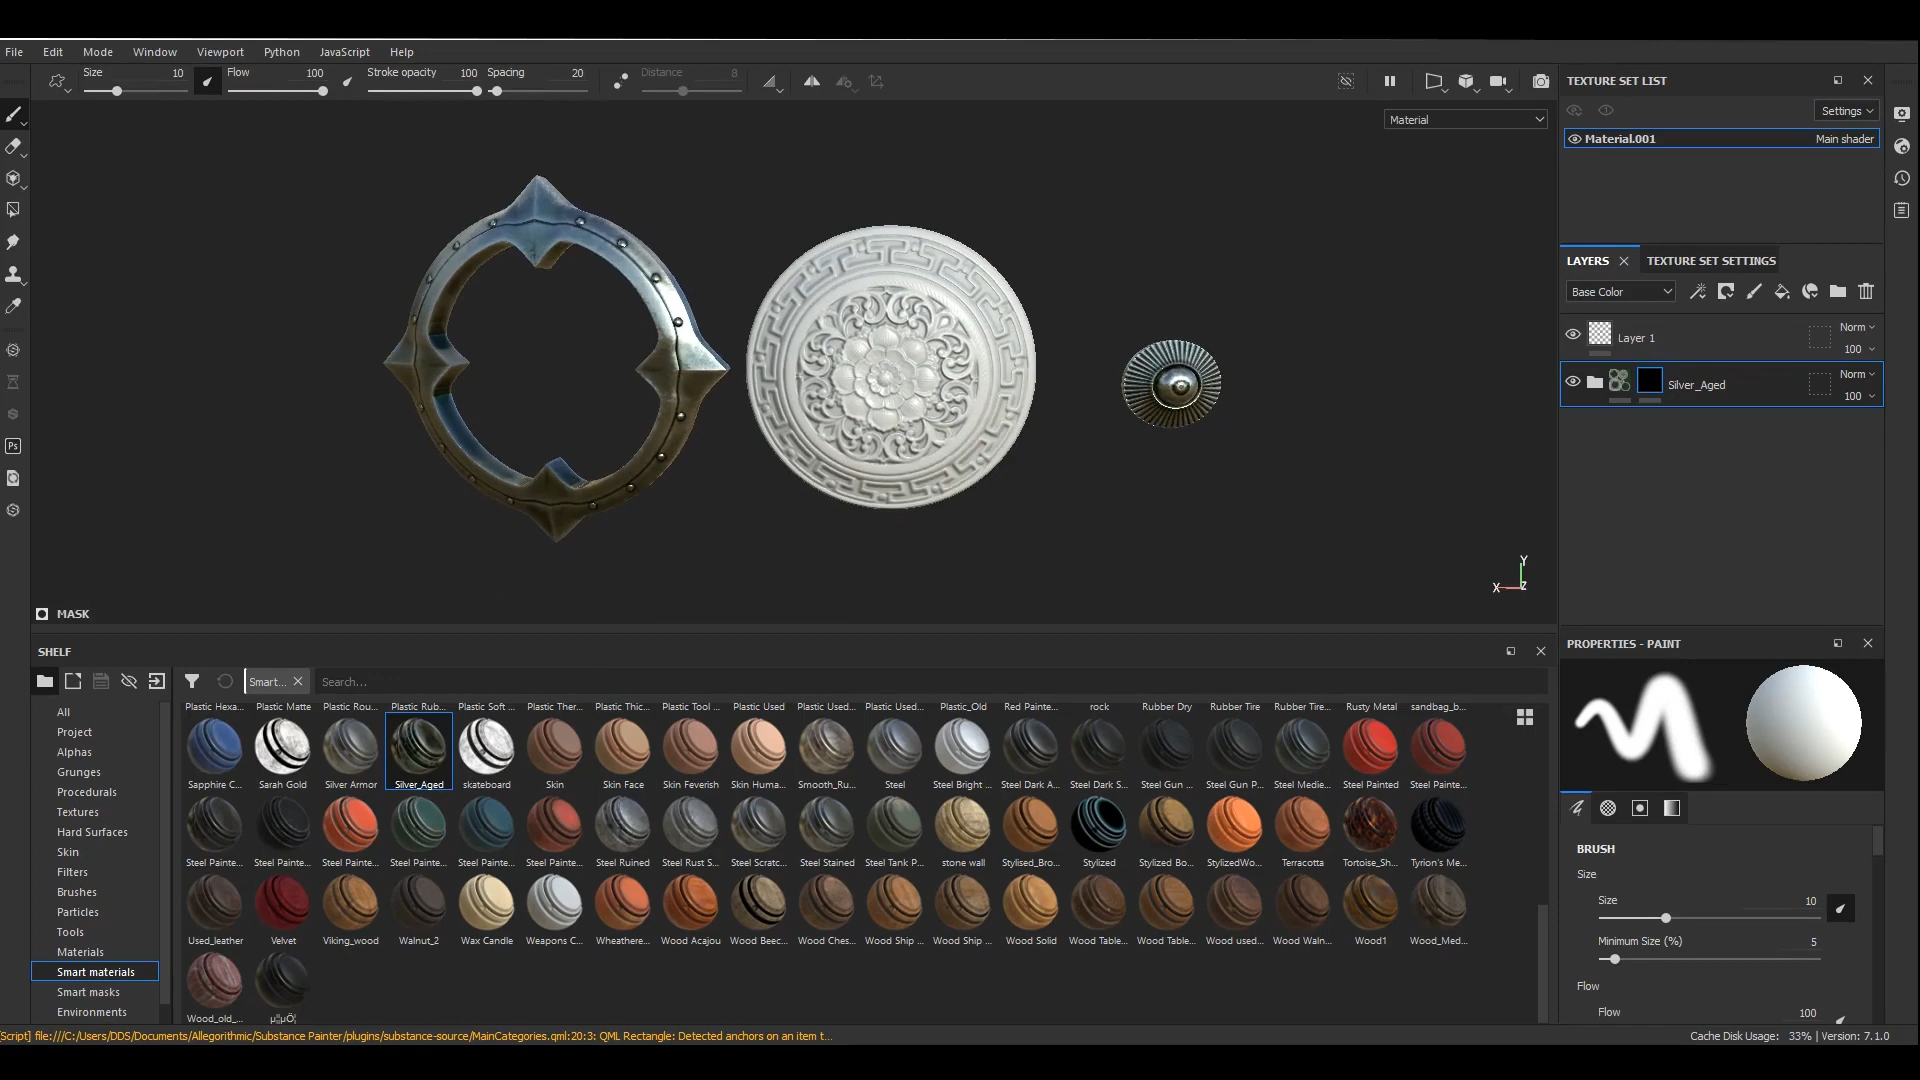 File Edit Mode Window Viewport Python JavaScript Help
Size 10 Flow 100 Stroke opacity 100 Spacing 20 Distance 8
Material
Y
X Z
MASK
TEXTURE SET LIST
Settings
Material.001 Main shader
LAYERS TEXTURE SET SETTINGS
Base Color
Norm
Layer 1
100
Norm
Silver_Aged
100
SHELF
Smart... Search...
All
Project
Alphas
Grunges
Procedurals
Textures
Hard Surfaces
Skin
Filters
Brushes
Particles
Tools
Materials
Smart materials
Smart masks
Environments
Plastic Hexa... Plastic Matte Plastic Rou... Plastic Rub... Plastic Soft ... Plastic Ther... Plastic Thic... Plastic Tool ... Plastic Used Plastic Used... Plastic Used... Plastic_Old Red Painte... rock Rubber Dry Rubber Tire Rubber Tire... Rusty Metal sandbag_b...
Sapphire C... Sarah Gold Silver Armor Silver_Aged skateboard Skin Skin Face Skin Feverish Skin Huma... Smooth_Ru... Steel Steel Bright ... Steel Dark A... Steel Dark S... Steel Gun ... Steel Gun P... Steel Medie... Steel Painted Steel Painte...
Steel Painte... Steel Painte... Steel Painte... Steel Painte... Steel Painte... Steel Painte... Steel Ruined Steel Rust S... Steel Scratc... Steel Stained Steel Tank P... stone wall Stylised_Bro... Stylized Stylized Bo... StylizedWo... Terracotta Tortoise_Sh... Tyrion's Me...
Used_leather Velvet Viking_wood Walnut_2 Wax Candle Weapons C... Wheathere... Wood Acajou Wood Beec... Wood Ches... Wood Ship ... Wood Ship ... Wood Solid Wood Table... Wood Table... Wood used... Wood Waln... Wood1 Wood_Med...
Wood_old_...
PROPERTIES - PAINT
BRUSH
Size
Size 10
Minimum Size (%) 5
Flow
Flow 100
Ps
[Script] file:///C:/Users/DDS/Documents/Allegorithmic/Substance Painter/plugins/substance-source/MainCategories.qml:20:3: QML Rectangle: Detected anchors on an item t...
Cache Disk Usage: 33% | Version: 7.1.0